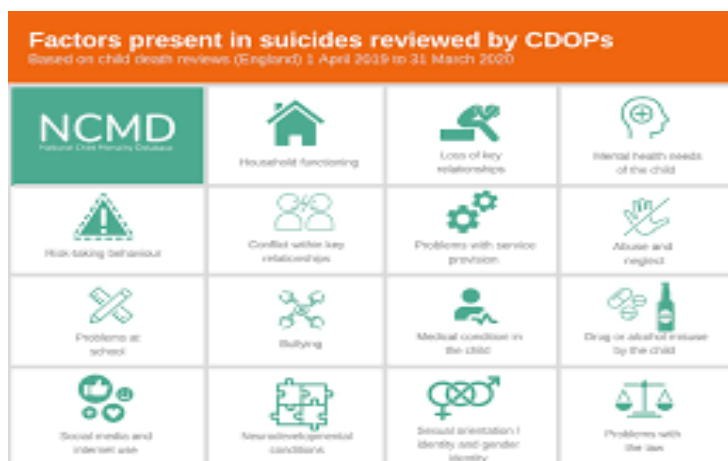 Factors present in suicides reviewed by CDOPs
Based on child death reviews (England) 1 April 2019 to 31 March 2020
NCMD
National Child Mortality Database
Household functioning
Loss of key
relationships
Mental health needs
of the child
Risk-taking behaviour
Conflict within key
relationships
Problems with service
provision
Abuse and
neglect
Problems at
school
Bullying
Medical condition in
the child
Drug or alcohol misuse
by the child
Social media and
internet use
Neurodevelopmental
conditions
Sexual orientation /
identity and gender
identity
Problems with
the law